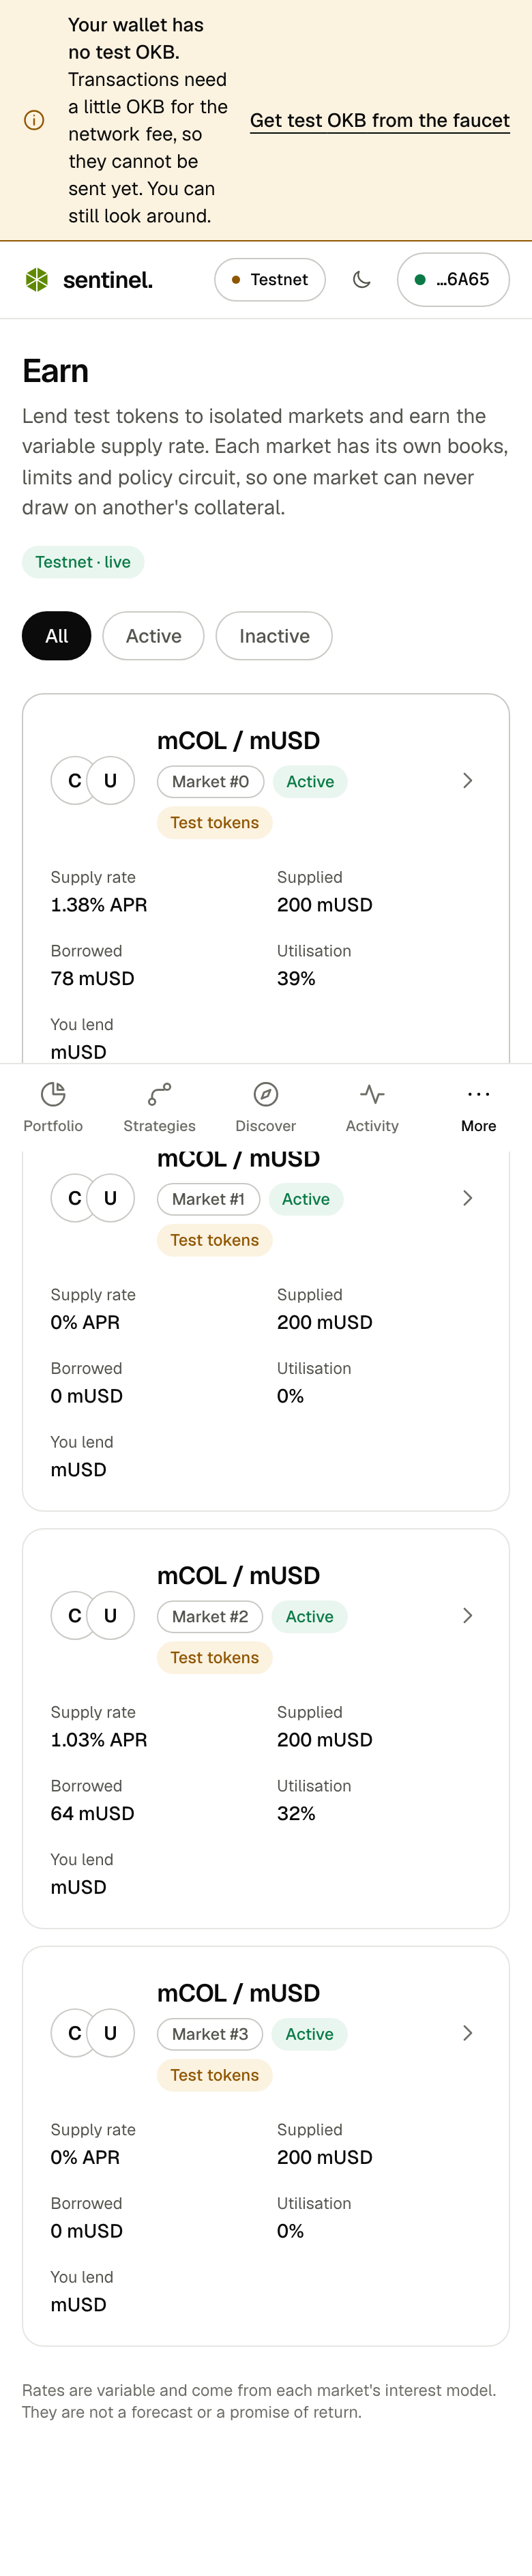 Your wallet has
no test OKB.
Transactions need
a little OKB for the
network fee, so
they cannot be
sent yet. You can
still look around.
Get test OKB from the faucet
sentinel.
Testnet
...6A65
Earn
Lend test tokens to isolated markets and earn the
variable supply rate. Each market has its own books,
limits and policy circuit, so one market can never
draw on another's collateral.
Testnet · live
All
Active
Inactive
mCOL / mUSD
C U
Market #0
Active
Test tokens
Supply rate
1.38% APR
Supplied
200 mUSD
Borrowed
78 mUSD
Utilisation
39%
You lend
mUSD
Portfolio
Strategies
Discover
Activity
More
mCOL / mUSD
C U
Market #1
Active
Test tokens
Supply rate
0% APR
Supplied
200 mUSD
Borrowed
0 mUSD
Utilisation
0%
You lend
mUSD
mCOL / mUSD
C U
Market #2
Active
Test tokens
Supply rate
1.03% APR
Supplied
200 mUSD
Borrowed
64 mUSD
Utilisation
32%
You lend
mUSD
mCOL / mUSD
C U
Market #3
Active
Test tokens
Supply rate
0% APR
Supplied
200 mUSD
Borrowed
0 mUSD
Utilisation
0%
You lend
mUSD
Rates are variable and come from each market's interest model.
They are not a forecast or a promise of return.